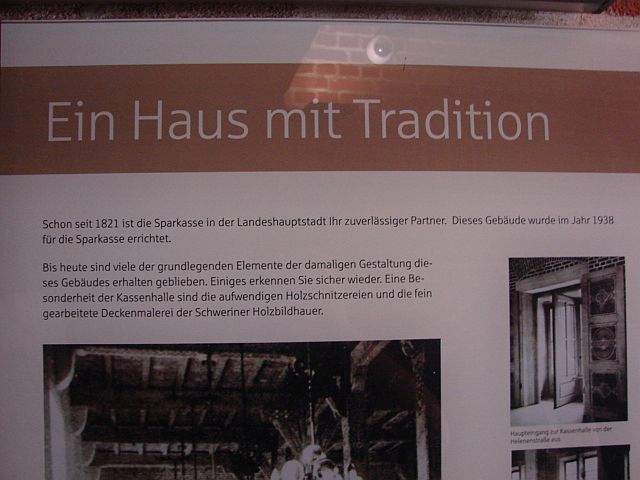 Ein Haus mit Tradition
Schon seit 1821 ist die Sparkasse in der Landeshauptstadt Ihr zuverlässiger Partner. Dieses Gebäude wurde im Jahr 1938
für die Sparkasse errichtet.
Bis heute sind viele der grundlegenden Elemente der damaligen Gestaltung die-
ses Gebäudes erhalten geblieben. Einiges erkennen Sie sicher wieder. Eine Be-
sonderheit der Kassenhalle sind die aufwendigen Holzschnitzereien und die fein
gearbeitete Deckenmalerei der Schweriner Holzbildhauer.
Haupteingang zur Kassenhalle von der
Helenenstraße aus